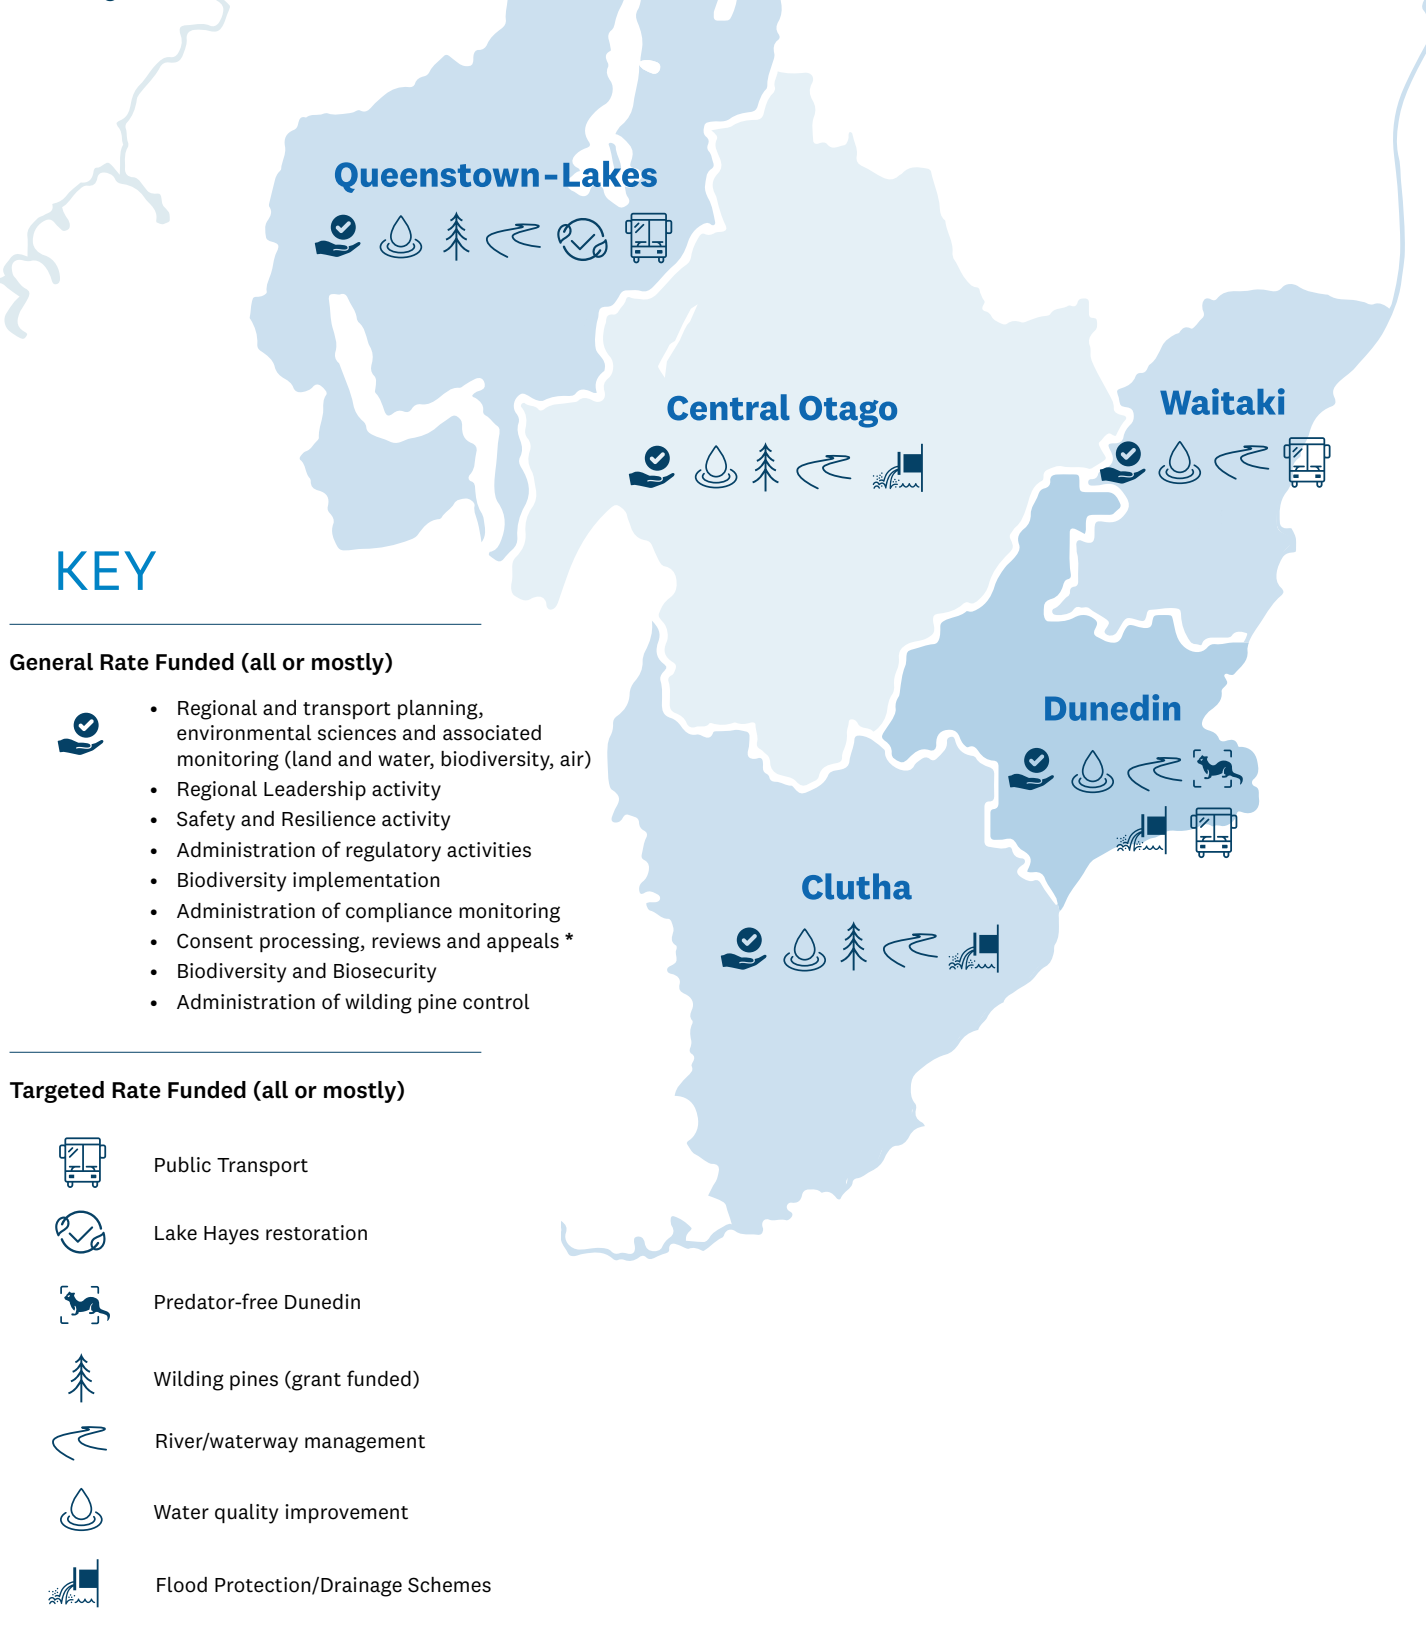 Queenstown-Lakes
Central Otago
Waitaki
Dunedin
Clutha
KEY
General Rate Funded (all or mostly)
• Regional and transport planning,
environmental sciences and associated
monitoring (land and water, biodiversity, air)
• Regional Leadership activity
• Safety and Resilience activity
• Administration of regulatory activities
• Biodiversity implementation
• Administration of compliance monitoring
• Consent processing, reviews and appeals *
• Biodiversity and Biosecurity
• Administration of wilding pine control
Targeted Rate Funded (all or mostly)
Public Transport
Lake Hayes restoration
Predator-free Dunedin
Wilding pines (grant funded)
River/waterway management
Water quality improvement
Flood Protection/Drainage Schemes